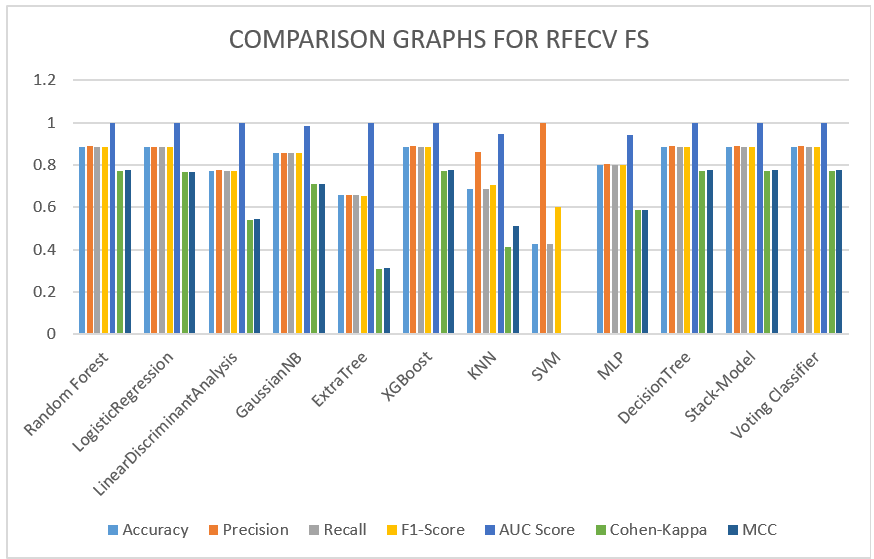 COMPARISON GRAPHS FOR RFECV FS
1.2
1
0.8
0.6
0.4
0.2
0
Random Forest
LogisticRegression
LinearDiscriminantAnalysis
GaussianNB
ExtraTree
XGBoost
KNN
SVM
MLP
DecisionTree
Stack-Model
Voting Classifier
Accuracy Precision Recall F1-Score AUC Score Cohen-Kappa MCC